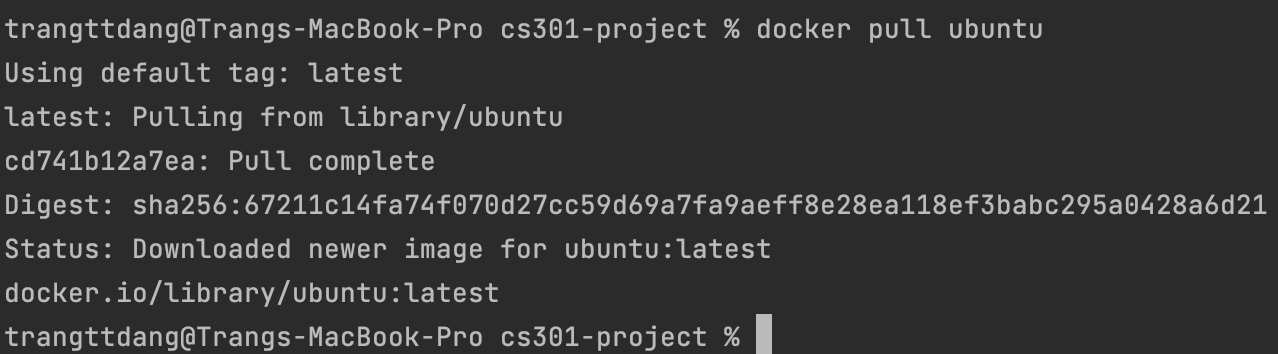 trangttdang@Trangs-MacBook-Pro cs301-project % docker pull ubuntu
Using default tag: latest
latest: Pulling from library/ubuntu
cd741b12a7ea: Pull complete
Digest: sha256:67211c14fa74f070d27cc59d69a7fa9aeff8e28ea118ef3babc295a0428a6d21
Status: Downloaded newer image for ubuntu:latest
docker.io/library/ubuntu:latest
trangttdang@Trangs-MacBook-Pro cs301-project %